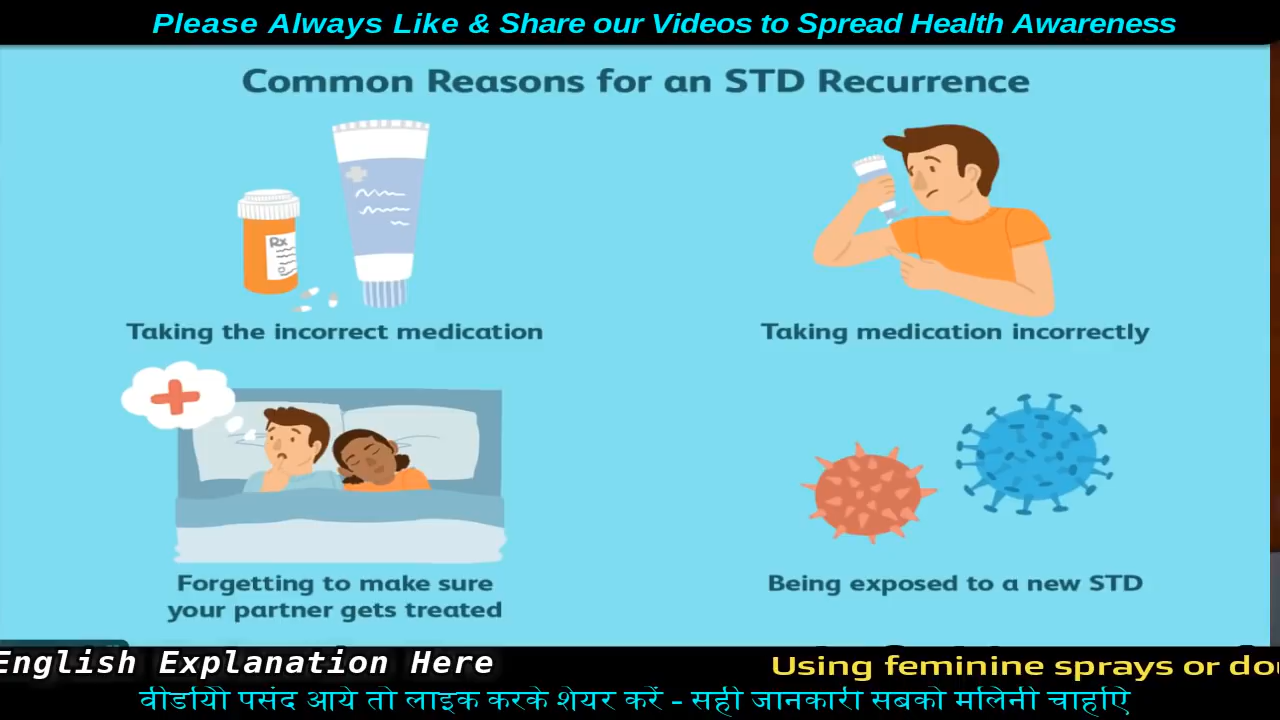 Please Always Like & Share our Videos to Spread Health Awareness
Common Reasons for an STD Recurrence
Rx
Taking the incorrect medication
Taking medication incorrectly
Forgetting to make sure
your partner gets treated
Being exposed to a new STD
English Explanation Here
Using feminine sprays or
वीडियो पसंद आये तो लाइक करके शेयर करें - सही जानकारी सबको मिलनी चाहिए